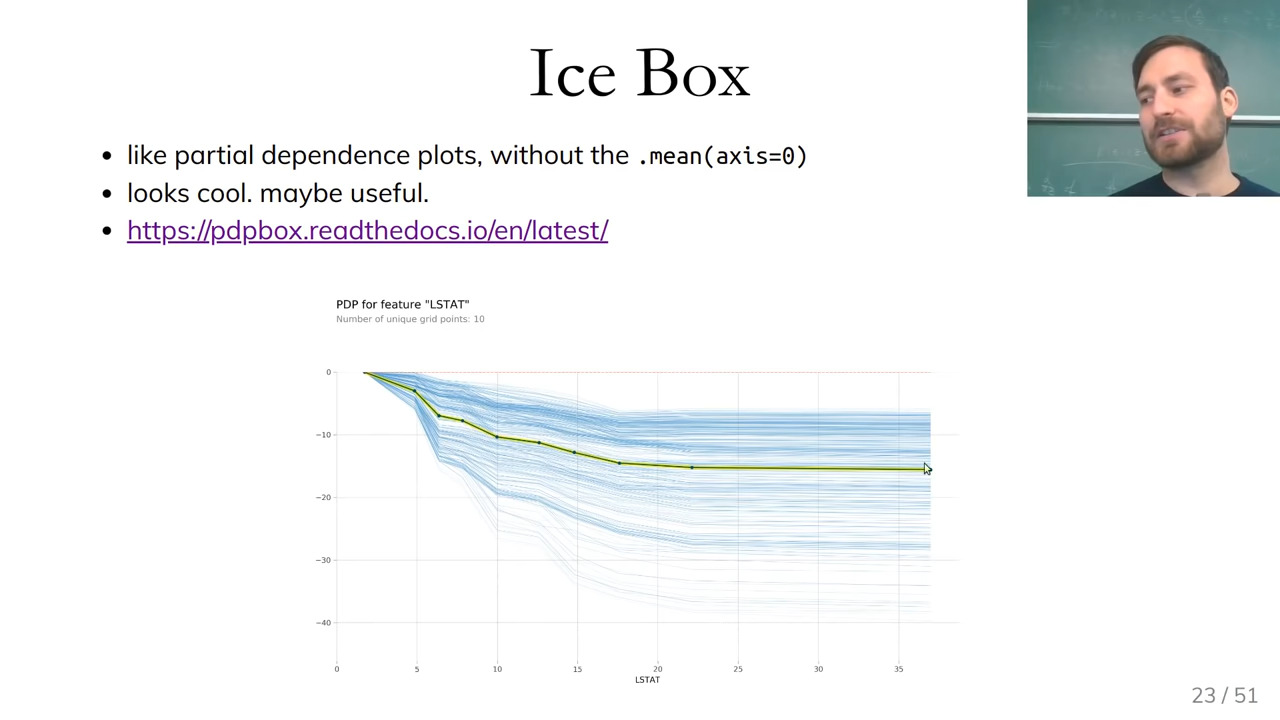 Ice Box
like partial dependence plots, without the .mean(axis=0)
looks cool. maybe useful.
https://pdpbox.readthedocs.io/en/latest/
PDP for feature "LSTAT"
Number of unique grid points: 10
0
−10
−20
−30
−40
0 5 10 15 20 25 30 35
LSTAT
23 / 51